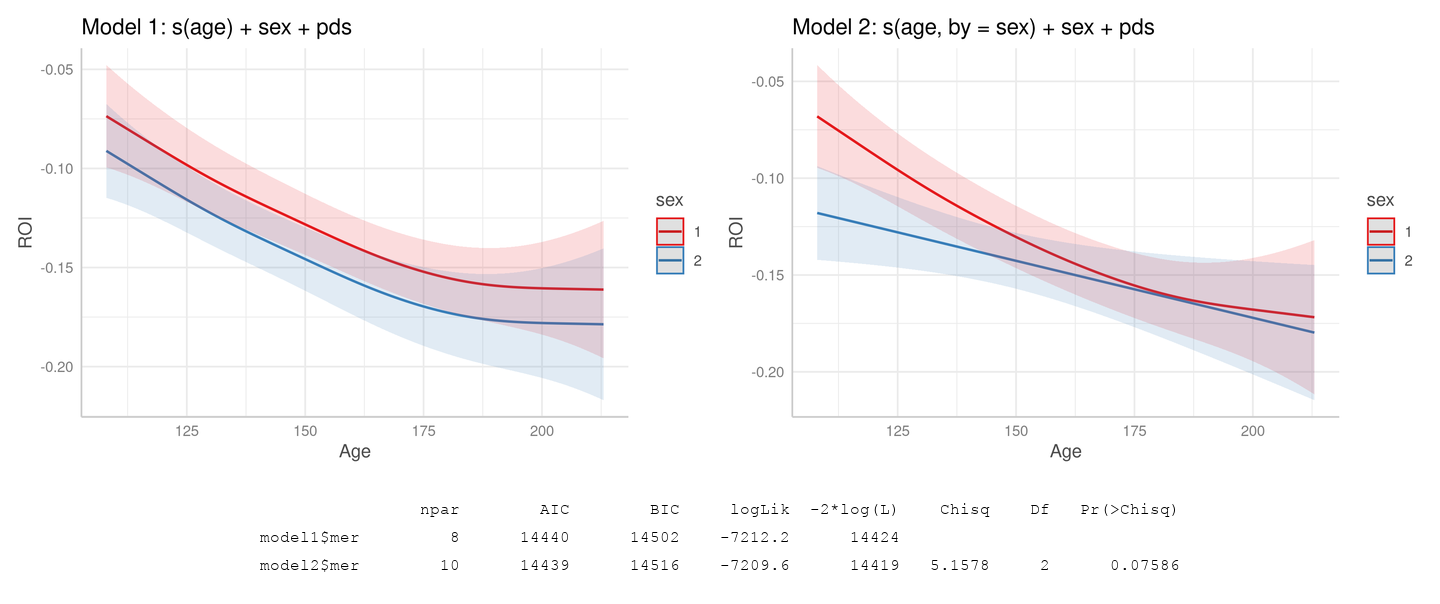 Model 1: s(age) + sex + pds
-0.05
-0.10
-0.15
-0.20
ROI
125 150 175 200
Age
sex
1
2
Model 2: s(age, by = sex) + sex + pds
-0.05
-0.10
-0.15
-0.20
ROI
125 150 175 200
Age
sex
1
2
npar AIC BIC logLik -2*log(L) Chisq Df Pr(>Chisq)
model1$mer 8 14440 14502 -7212.2 14424
model2$mer 10 14439 14516 -7209.6 14419 5.1578 2 0.07586